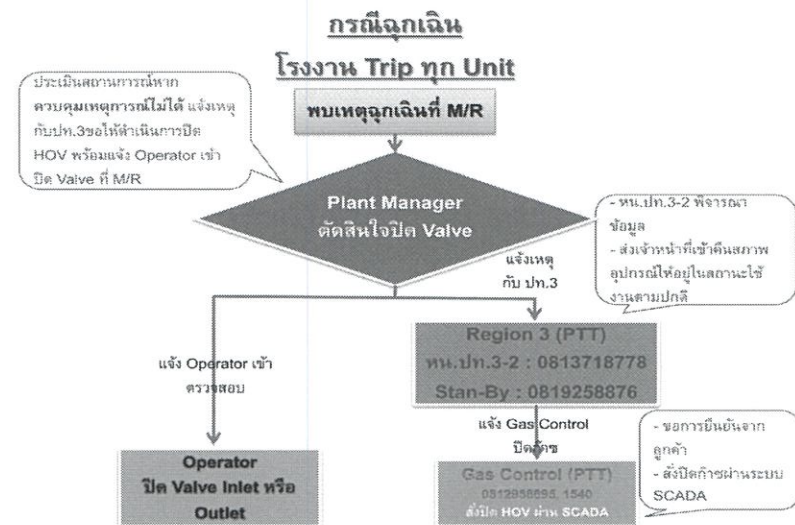 กรณีฉุกเฉิน
โรงงาน Trip ทุก Unit
ประเมินสถานการณ์หาก
ควบคุมเหตุการณ์ไม่ได้ แจ้งเหตุ
กับปท.3ขอให้ดำเนินการปิด
HOV พร้อมแจ้ง Operator เข้า
ปิด Valve ที่ M/R
พบเหตุฉุกเฉินที่ M/R
Plant Manager
ตัดสินใจปิด Valve
- หน.ปท.3-2 พิจารณา
ข้อมูล
- ส่งเจ้าหน้าที่เข้าคืนสภาพ
อุปกรณ์ให้อยู่ในสถานะใช้
งานตามปกติ
แจ้งเหตุ
กับ ปท.3
Region 3 (PTT)
หน.ปท.3-2 : 0813718778
Stan-By : 0819258876
แจ้ง Operator เข้า
ตรวจสอบ
แจ้ง Gas Control
ปิดก๊าซ
- ขอการยืนยันจาก
ลูกค้า
- สั่งปิดก๊าซผ่านระบบ
SCADA
Operator
ปิด Valve Inlet หรือ
Outlet
Gas Control (PTT)
1540
สั่งปิด HOV ผ่าน SCADA